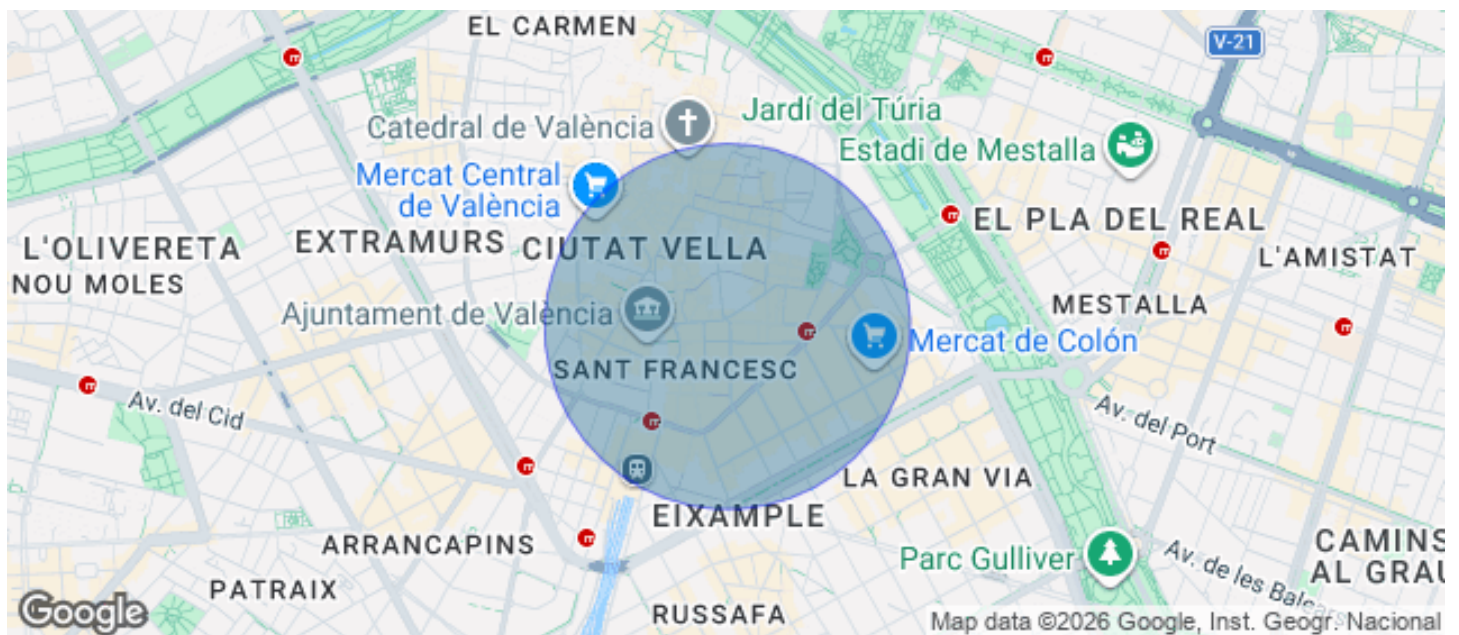 EL CARMEN
V-21
Catedral de València
Jardí del Túria
Estadi de Mestalla
Mercat Central
de València
L'OLIVERETA
EXTRAMURS
CIUTAT VELLA
EL PLA DEL REAL
L'AMISTAT
NOU MOLES
Ajuntament de València
MESTALLA
Mercat de Colón
SANT FRANCESC
Av. del Cid
Av. del Port
LA GRAN VIA
EIXAMPLE
ARRANCAPINS
Parc Gulliver
CAMINS
AL GRAU
Av. de les Balears
PATRAIX
RUSSAFA
Google
Map data ©2026 Google, Inst. Geogr. Nacional